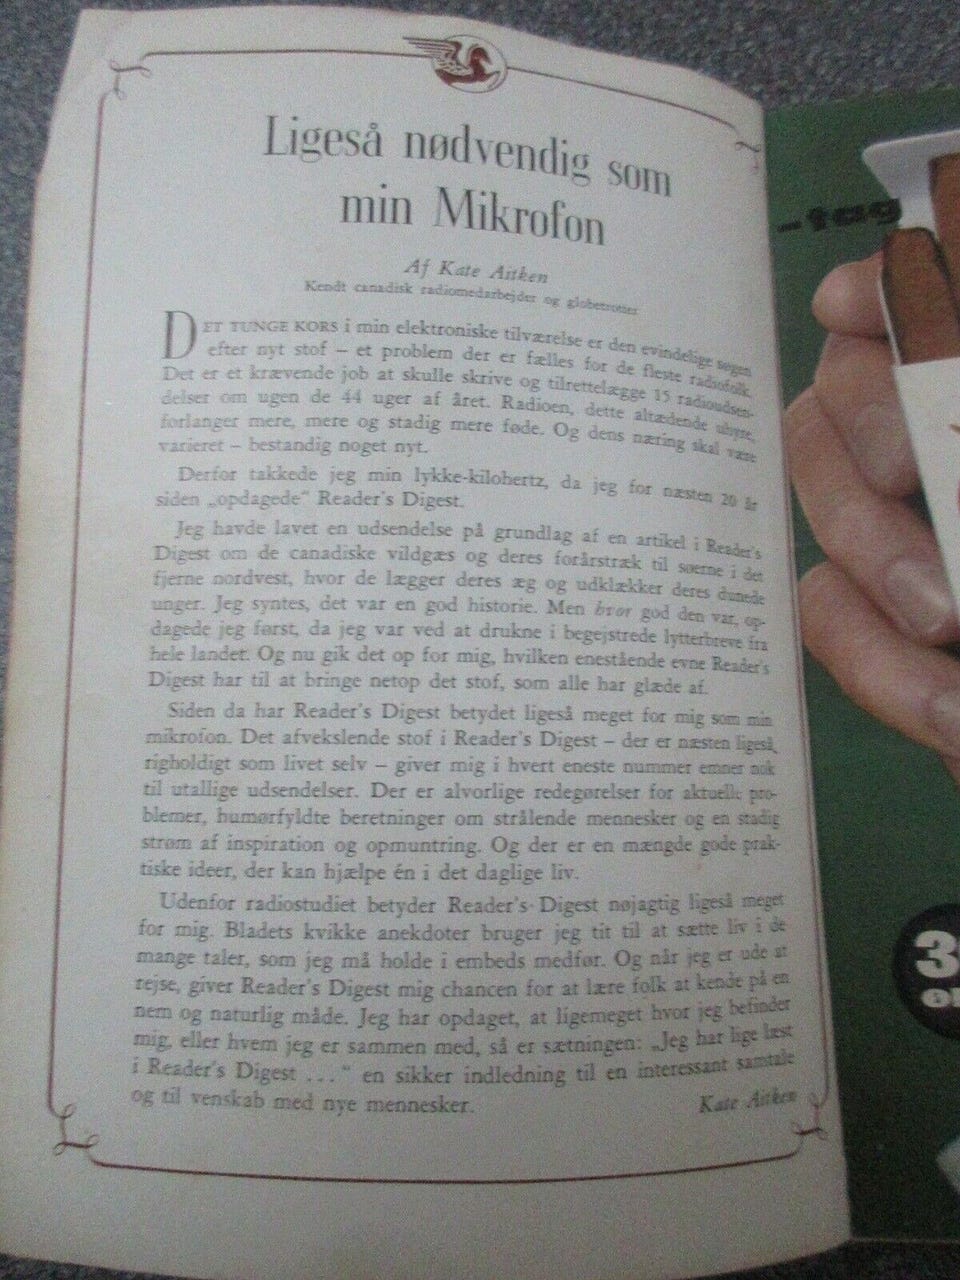 Ligeså nødvendig som
min Mikrofon
Af Kate Aitken
Kendt canadisk radiomedarbejder og globetrotter
DET TUNGE KORS i min elektroniske tilværelse er den evindelige søgen
efter nyt stof – et problem der er fælles for de fleste radiofolk.
Det er et krævende job at skulle skrive og tilrettelægge 15 radioudsen-
delser om ugen de 44 uger af året. Radioen, dette altædende uhyre,
forlanger mere, mere og stadig mere føde. Og dens næring skal være
varieret – bestandig noget nyt.
Derfor takkede jeg min lykke-kilohertz, da jeg for næsten 20 år
siden „opdagede“ Reader's Digest.
Jeg havde lavet en udsendelse på grundlag af en artikel i Reader's
Digest om de canadiske vildgæs og deres forårstræk til søerne i det
fjerne nordvest, hvor de lægger deres æg og udklækker deres dunede
unger. Jeg syntes, det var en god historie. Men hvor god den var, op-
dagede jeg først, da jeg var ved at drukne i begejstrede lytterbreve fra
hele landet. Og nu gik det op for mig, hvilken enestående evne Reader's
Digest har til at bringe netop det stof, som alle har glæde af.
Siden da har Reader's Digest betydet ligeså meget for mig som min
mikrofon. Det afvekslende stof i Reader's Digest – der er næsten ligeså
righoldigt som livet selv – giver mig i hvert eneste nummer emner nok
til utallige udsendelser. Der er alvorlige redegørelser for aktuelle pro-
blemer, humørfyldte beretninger om strålende mennesker og en stadig
strøm af inspiration og opmuntring. Og der er en mængde gode prak-
tiske ideer, der kan hjælpe én i det daglige liv.
Udenfor radiostudiet betyder Reader's Digest nøjagtig ligeså meget
for mig. Bladets kvikke anekdoter bruger jeg tit til at sætte liv i de
mange taler, som jeg må holde i embeds medfør. Og når jeg er ude at
rejse, giver Reader's Digest mig chancen for at lære folk at kende på en
nem og naturlig måde. Jeg har opdaget, at ligemeget hvor jeg befinder
mig, eller hvem jeg er sammen med, så er sætningen: „Jeg har lige læst
i Reader's Digest . . .“ en sikker indledning til en interessant samtale
og til venskab med nye mennesker.
Kate Aitken
–tag
3